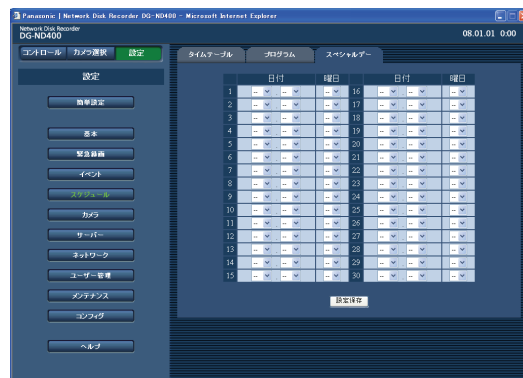 Panasonic | Network Disk Recorder DG-ND400 - Microsoft Internet Explorer
Network Disk Recorder
DG-ND400
08.01.01 0:00
コントロール カメラ選択 設定
タイムテーブル プログラム スペシャルデー
設定
簡単設定
基本
緊急録画
イベント
スケジュール
カメラ
サーバー
ネットワーク
ユーザー管理
メンテナンス
コンフィグ
ヘルプ
日付 曜日 日付 曜日
1 -- -- -- 16 -- -- --
2 -- -- -- 17 -- -- --
3 -- -- -- 18 -- -- --
4 -- -- -- 19 -- -- --
5 -- -- -- 20 -- -- --
6 -- -- -- 21 -- -- --
7 -- -- -- 22 -- -- --
8 -- -- -- 23 -- -- --
9 -- -- -- 24 -- -- --
10 -- -- -- 25 -- -- --
11 -- -- -- 26 -- -- --
12 -- -- -- 27 -- -- --
13 -- -- -- 28 -- -- --
14 -- -- -- 29 -- -- --
15 -- -- -- 30 -- -- --
設定保存